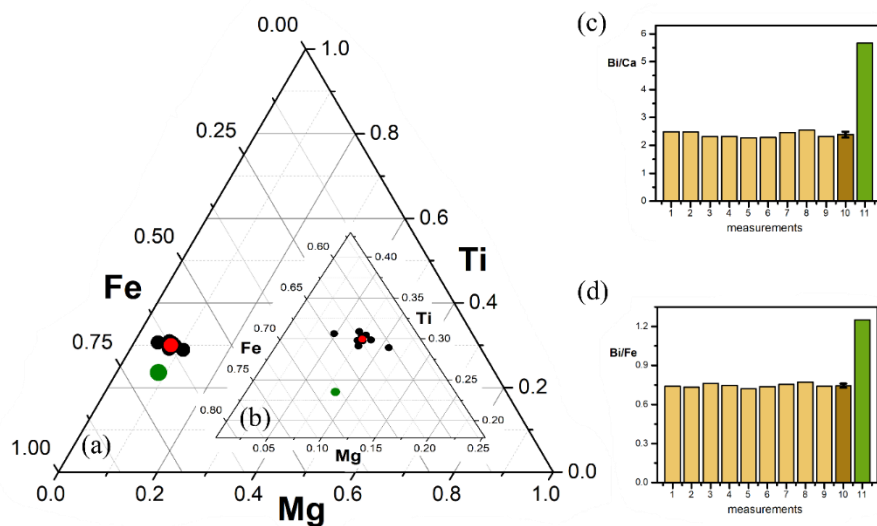 (a)
Fe
Ti
Mg
0.00
0.25
0.50
0.75
1.00
1.0
0.8
0.6
0.4
0.2
0.0
0.0
0.2
0.4
0.6
0.8
1.0
(b)
Fe
Ti
Mg
0.60
0.65
0.70
0.75
0.80
0.40
0.35
0.30
0.25
0.20
0.05
0.10
0.15
0.20
0.25
(c)
Bi/Ca
6
5
4
3
2
1
0
1 2 3 4 5 6 7 8 9 10 11
measurements
(d)
Bi/Fe
1.2
0.9
0.6
0.3
0.0
1 2 3 4 5 6 7 8 9 10 11
measurements